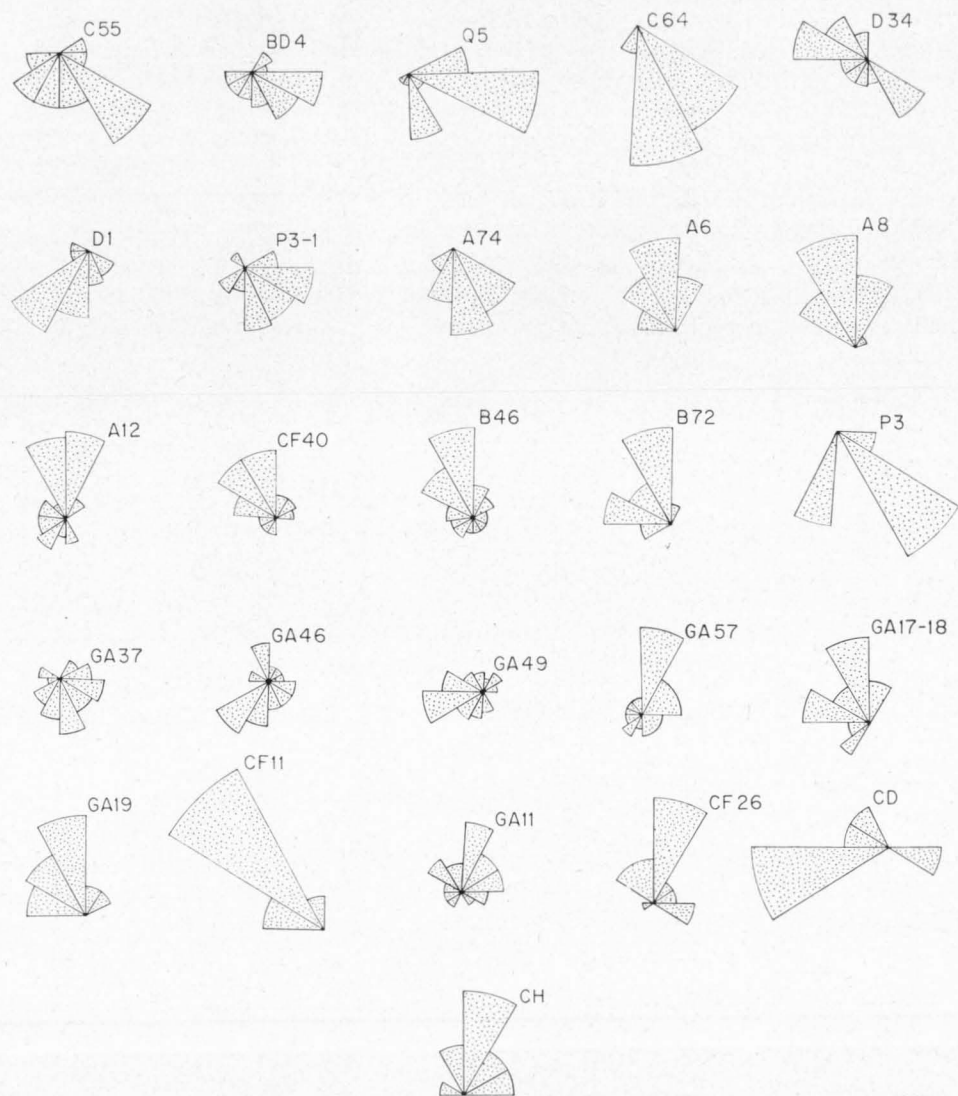 C55 BD4 Q5 C64 D34
D1 P3-1 A74 A6 A8
A12 CF40 B46 B72 P3
GA37 GA46 GA49 GA57 GA17-18
GA19 CF11 GA11 CF26 CD
CH